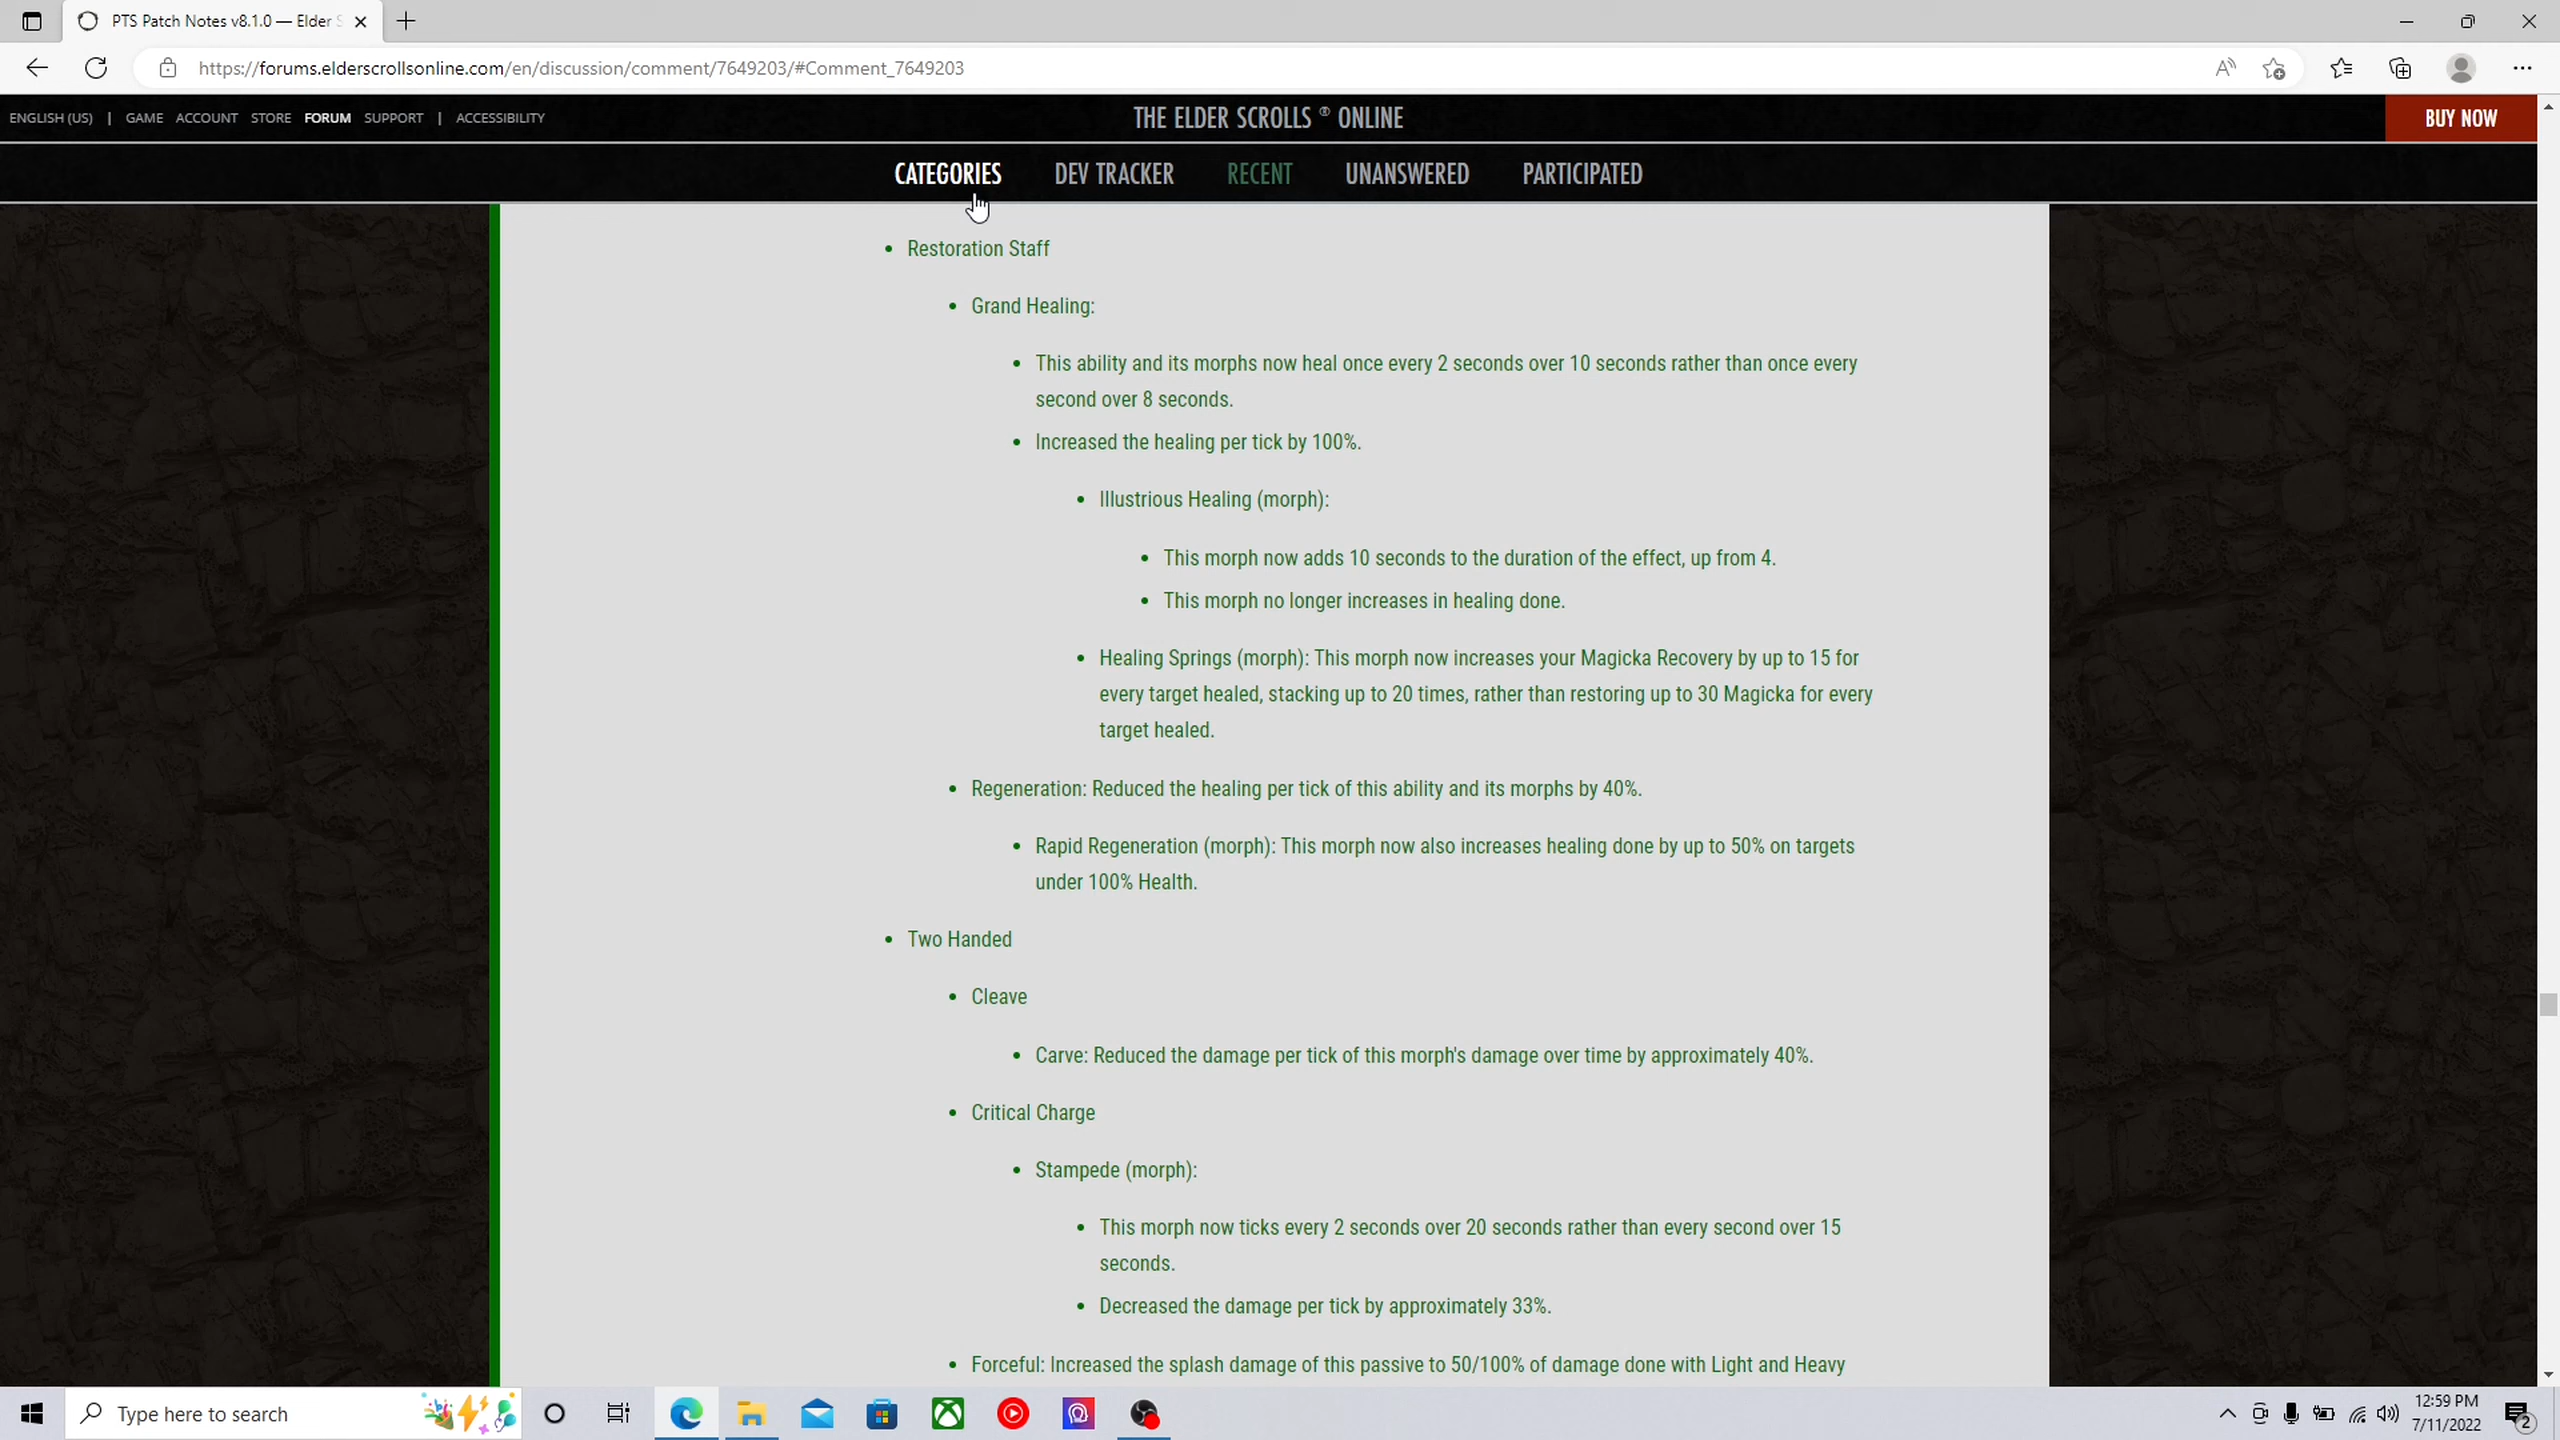 PTS Patch Notes v8.1.0 — Elder S
https://forums.elderscrollsonline.com/en/discussion/comment/7649203/#Comment_7649203
ENGLISH (US) | GAME ACCOUNT STORE FORUM SUPPORT | ACCESSIBILITY
THE ELDER SCROLLS ® ONLINE
BUY NOW
CATEGORIES DEV TRACKER RECENT UNANSWERED PARTICIPATED
• Restoration Staff
• Grand Healing:
• This ability and its morphs now heal once every 2 seconds over 10 seconds rather than once every
second over 8 seconds.
• Increased the healing per tick by 100%.
• Illustrious Healing (morph):
• This morph now adds 10 seconds to the duration of the effect, up from 4.
• This morph no longer increases in healing done.
• Healing Springs (morph): This morph now increases your Magicka Recovery by up to 15 for
every target healed, stacking up to 20 times, rather than restoring up to 30 Magicka for every
target healed.
• Regeneration: Reduced the healing per tick of this ability and its morphs by 40%.
• Rapid Regeneration (morph): This morph now also increases healing done by up to 50% on targets
under 100% Health.
• Two Handed
• Cleave
• Carve: Reduced the damage per tick of this morph's damage over time by approximately 40%.
• Critical Charge
• Stampede (morph):
• This morph now ticks every 2 seconds over 20 seconds rather than every second over 15
seconds.
• Decreased the damage per tick by approximately 33%.
• Forceful: Increased the splash damage of this passive to 50/100% of damage done with Light and Heavy
Type here to search
12:59 PM
7/11/2022
2